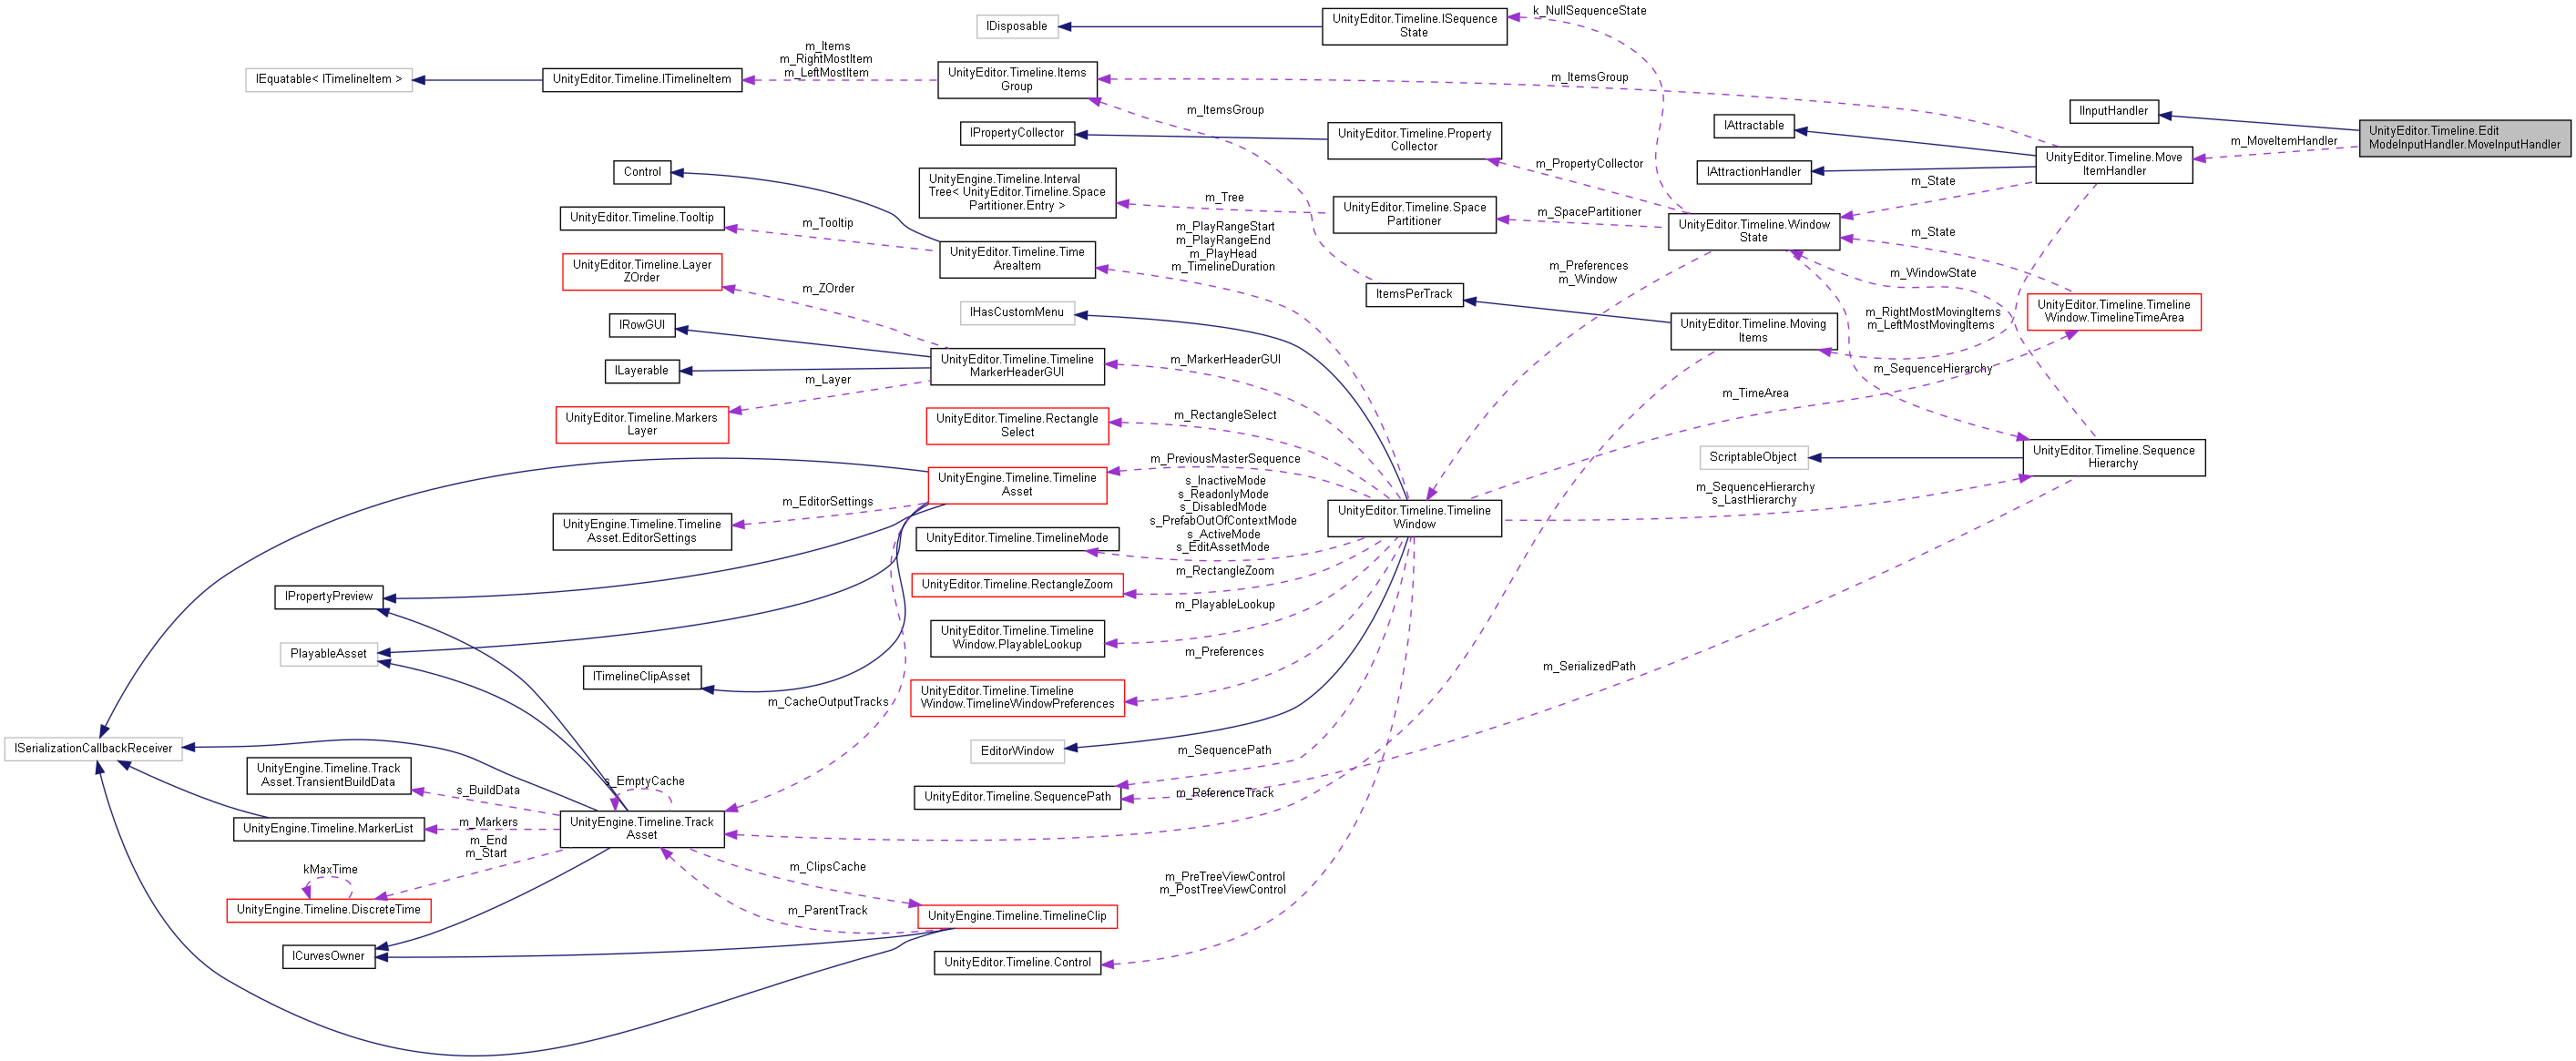 k_NullSequenceState
UnityEditor.Timeline.ISequence
State
IDisposable
m_Items
m_RightMostItem
m_LeftMostItem
IEquatable< ITimelineItem >
UnityEditor.Timeline.ITimelineItem
UnityEditor.Timeline.Items
Group
m_ItemsGroup
m_ItemsGroup
IInputHandler
IAttractable
UnityEditor.Timeline.Edit
ModeInputHandler.MoveInputHandler
m_MoveItemHandler
IPropertyCollector
UnityEditor.Timeline.Property
Collector
m_PropertyCollector
IAttractionHandler
UnityEditor.Timeline.Move
ItemHandler
Control
UnityEngine.Timeline.Interval
Tree< UnityEditor.Timeline.Space
Partitioner.Entry >
m_Tree
UnityEditor.Timeline.Space
Partitioner
m_SpacePartitioner
m_State
UnityEditor.Timeline.Window
State
m_State
UnityEditor.Timeline.Tooltip
m_Tooltip
UnityEditor.Timeline.Time
AreaItem
m_PlayRangeStart
m_PlayRangeEnd
m_PlayHead
m_TimelineDuration
UnityEditor.Timeline.Layer
ZOrder
m_ZOrder
m_Preferences
m_Window
m_WindowState
ItemsPerTrack
IHasCustomMenu
UnityEditor.Timeline.Moving
Items
m_RightMostMovingItems
m_LeftMostMovingItems
UnityEditor.Timeline.Timeline
Window.TimelineTimeArea
IRowGUI
ILayerable
UnityEditor.Timeline.Timeline
MarkerHeaderGUI
m_MarkerHeaderGUI
m_Layer
m_SequenceHierarchy
m_TimeArea
UnityEditor.Timeline.Markers
Layer
UnityEditor.Timeline.Rectangle
Select
m_RectangleSelect
ScriptableObject
UnityEditor.Timeline.Sequence
Hierarchy
m_PreviousMasterSequence
UnityEngine.Timeline.Timeline
Asset
m_EditorSettings
UnityEngine.Timeline.Timeline
Asset.EditorSettings
s_InactiveMode
s_ReadonlyMode
s_DisabledMode
s_PrefabOutOfContextMode
s_ActiveMode
s_EditAssetMode
UnityEditor.Timeline.Timeline
Window
m_SequenceHierarchy
s_LastHierarchy
UnityEditor.Timeline.TimelineMode
m_RectangleZoom
UnityEditor.Timeline.RectangleZoom
IPropertyPreview
m_PlayableLookup
UnityEditor.Timeline.Timeline
Window.PlayableLookup
PlayableAsset
m_Preferences
ITimelineClipAsset
m_SerializedPath
UnityEditor.Timeline.Timeline
Window.TimelineWindowPreferences
m_CacheOutputTracks
ISerializationCallbackReceiver
EditorWindow
m_SequencePath
UnityEngine.Timeline.Track
Asset.TransientBuildData
s_EmptyCache
s_BuildData
UnityEditor.Timeline.SequencePath
m_ReferenceTrack
UnityEngine.Timeline.MarkerList
m_Markers
UnityEngine.Timeline.Track
Asset
m_End
m_Start
kMaxTime
m_ClipsCache
UnityEngine.Timeline.DiscreteTime
m_ParentTrack
UnityEngine.Timeline.TimelineClip
m_PreTreeViewControl
m_PostTreeViewControl
ICurvesOwner
UnityEditor.Timeline.Control